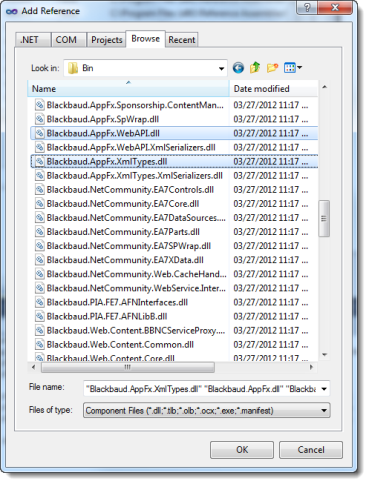 Add Reference
.NET COM Projects Browse Recent
Look in: Bin
Name Date modified
Blackbaud.AppFx.Sponsorship.ContentMan... 03/27/2012 11:17 ...
Blackbaud.AppFx.SpWrap.dll 03/27/2012 11:17 ...
Blackbaud.AppFx.WebAPI.dll 03/27/2012 11:17 ...
Blackbaud.AppFx.WebAPI.XmlSerializers.dll 03/27/2012 11:17 ...
Blackbaud.AppFx.XmlTypes.dll 03/27/2012 11:17 ...
Blackbaud.AppFx.XmlTypes.XmlSerializers.dll 03/27/2012 11:17 ...
Blackbaud.NetCommunity.EA7Controls.dll 03/27/2012 11:17 ...
Blackbaud.NetCommunity.EA7Core.dll 03/27/2012 11:17 ...
Blackbaud.NetCommunity.EA7DataSources.... 03/27/2012 11:17 ...
Blackbaud.NetCommunity.EA7Parts.dll 03/27/2012 11:17 ...
Blackbaud.NetCommunity.EA7SPWrap.dll 03/27/2012 11:17 ...
Blackbaud.NetCommunity.EA7XData.dll 03/27/2012 11:17 ...
Blackbaud.NetCommunity.Web.CacheHand... 03/27/2012 11:17 ...
Blackbaud.NetCommunity.WebService.Inter... 03/27/2012 11:17 ...
Blackbaud.PIA.FE7.AFNInterfaces.dll 03/27/2012 11:17 ...
Blackbaud.PIA.FE7.AFNLibB.dll 03/27/2012 11:17 ...
Blackbaud.Web.Content.BBNCServiceProxy.... 03/27/2012 11:17 ...
Blackbaud.Web.Content.Common.dll 03/27/2012 11:17 ...
Blackbaud.Web.Content.Core.dll 03/27/2012 11:17 ...
File name: "Blackbaud.AppFx.XmlTypes.dll" "Blackbaud.AppFx.dll" "Blackba
Files of type: Component Files (*.dll;*.tlb;*.olb;*.ocx;*.exe;*.manifest)
OK Cancel